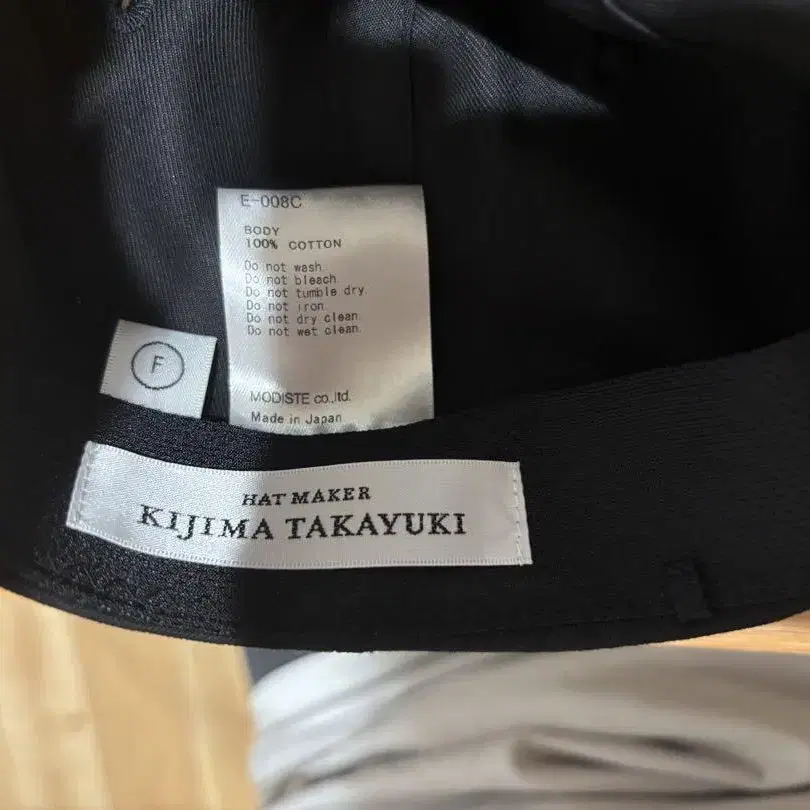 E-008C
BODY
100% COTTON
Do not wash.
Do not bleach.
Do not tumble dry.
Do not iron.
Do not dry clean.
Do not wet clean.
MODISTE co.,ltd.
Made in Japan
F
HAT MAKER
KIJIMA TAKAYUKI